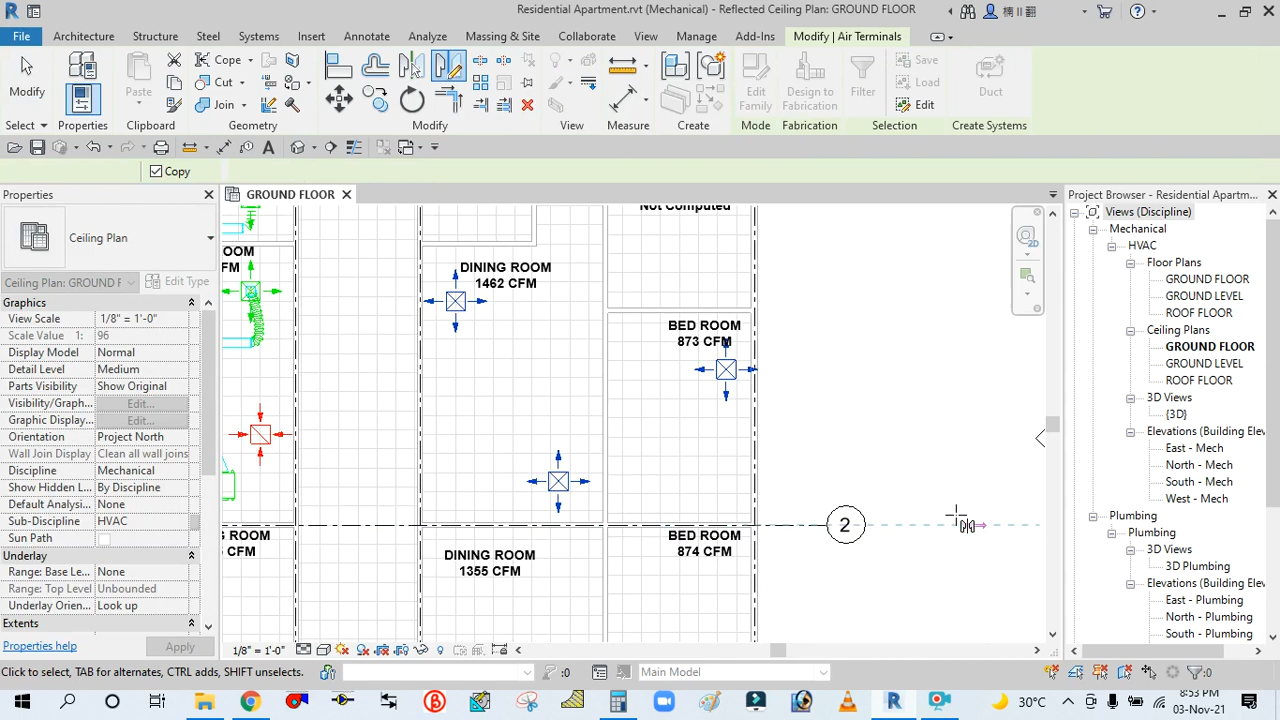 Residential Apartment.rvt (Mechanical) - Reflected Ceiling Plan: GROUND FLOOR
File Architecture Structure Steel Systems Insert Annotate Analyze Massing & Site Collaborate View Manage Add-Ins Modify | Air Terminals
Modify
Paste
Cope
Cut
Join
Edit Family
Design to Fabrication
Filter
Save
Load
Edit
Duct
Select Properties Clipboard Geometry Modify View Measure Create Mode Fabrication Selection Create Systems
Copy
Properties
GROUND FLOOR
Project Browser - Residential Apartm...
Ceiling Plan
Ceiling Plan: GROUND F
Edit Type
Graphics
View Scale 1/8" = 1'-0"
Scale Value 1: 96
Display Model Normal
Detail Level Medium
Parts Visibility Show Original
Visibility/Graph... Edit...
Graphic Display... Edit...
Orientation Project North
Wall Join Display Clean all wall joins
Discipline Mechanical
Show Hidden L... By Discipline
Default Analysi... None
Sub-Discipline HVAC
Sun Path
Underlay
Range: Base Le... None
Range: Top Level Unbounded
Underlay Orien... Look up
Extents
Properties help
Apply
Not Computed
OOM
FM
DINING ROOM
1462 CFM
BED ROOM
873 CFM
2
ROOM
CFM
DINING ROOM
1355 CFM
BED ROOM
874 CFM
2D
Views (Discipline)
Mechanical
HVAC
Floor Plans
GROUND FLOOR
GROUND LEVEL
ROOF FLOOR
Ceiling Plans
GROUND FLOOR
GROUND LEVEL
ROOF FLOOR
3D Views
{3D}
Elevations (Building Elev
East - Mech
North - Mech
South - Mech
West - Mech
Plumbing
Plumbing
3D Views
3D Plumbing
Elevations (Building Elev
East - Plumbing
North - Plumbing
South - Plumbing
1/8" = 1'-0"
Click to select, TAB for alternates, CTRL adds, SHIFT unselects.
:0
Main Model
:0
30°C
8:53 PM
03-Nov-21